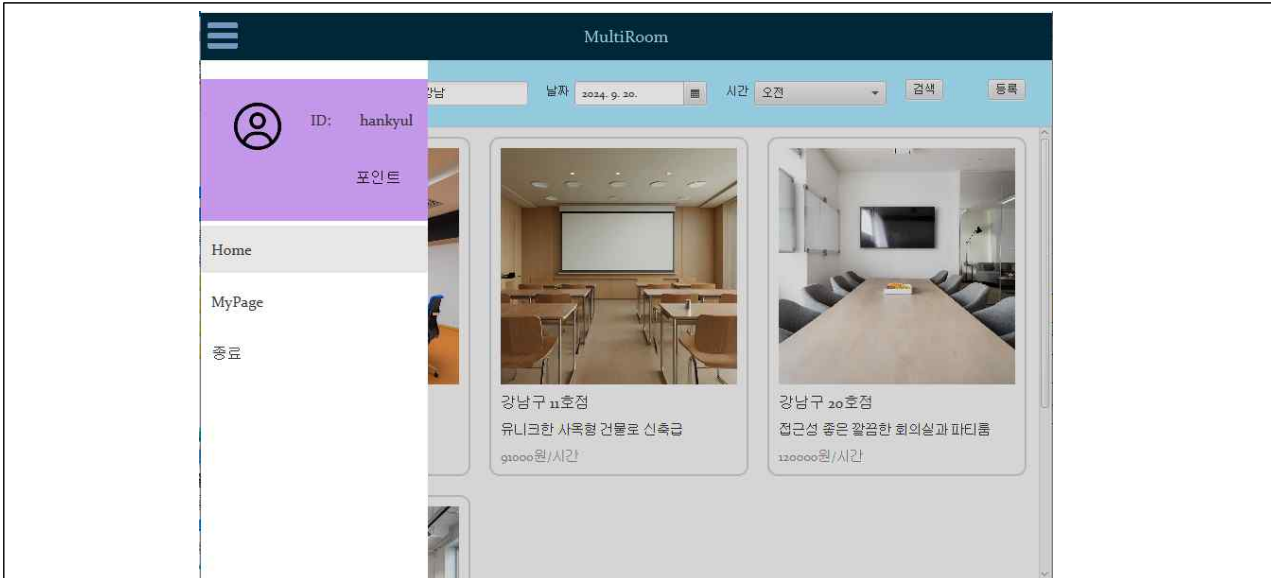 MultiRoom
강남
날짜 2024. 9. 20. 시간 오전 검색 등록
ID: hankyul
포인트
Home
MyPage
종료
강남구 11호점
유니크한 사옥형 건물로 신축급
91000원/시간
강남구 20호점
접근성 좋은 깔끔한 회의실과 파티룸
120000원/시간